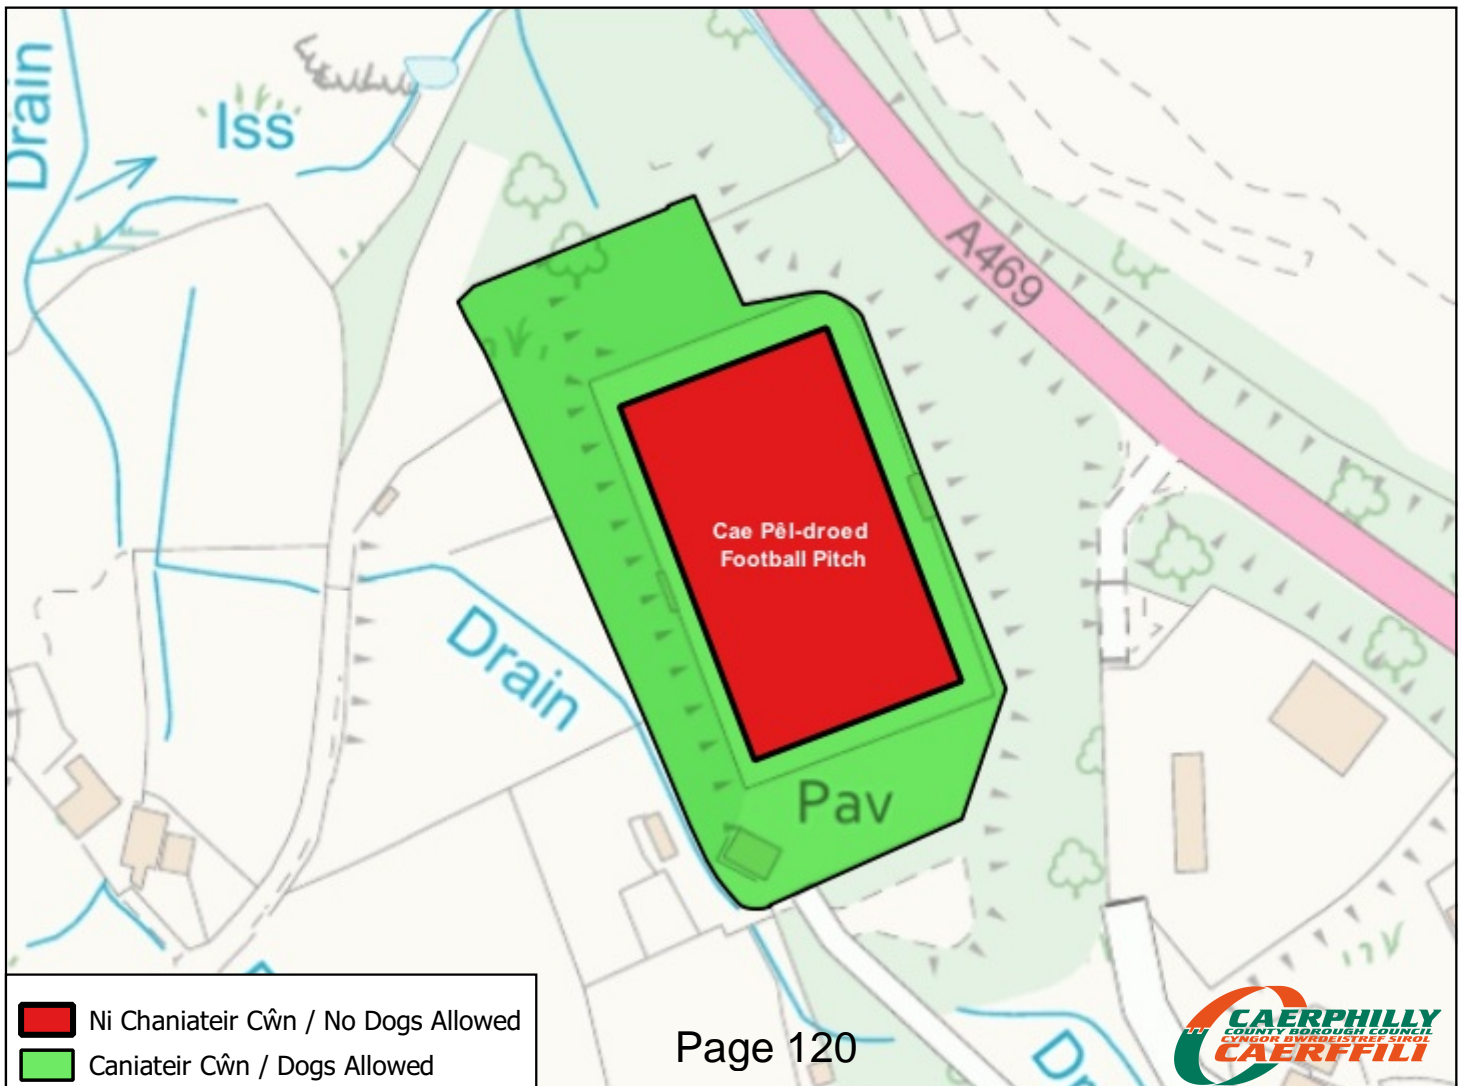 Drain
Iss
A469
Cae Pêl-droed
Football Pitch
Drain
Pav
Ni Chaniateir Cŵn / No Dogs Allowed
Caniateir Cŵn / Dogs Allowed
Page 120
CAERPHILLY
COUNTY BOROUGH COUNCIL
CYNGOR BWRDEISTREF SIROL
CAERFFILI